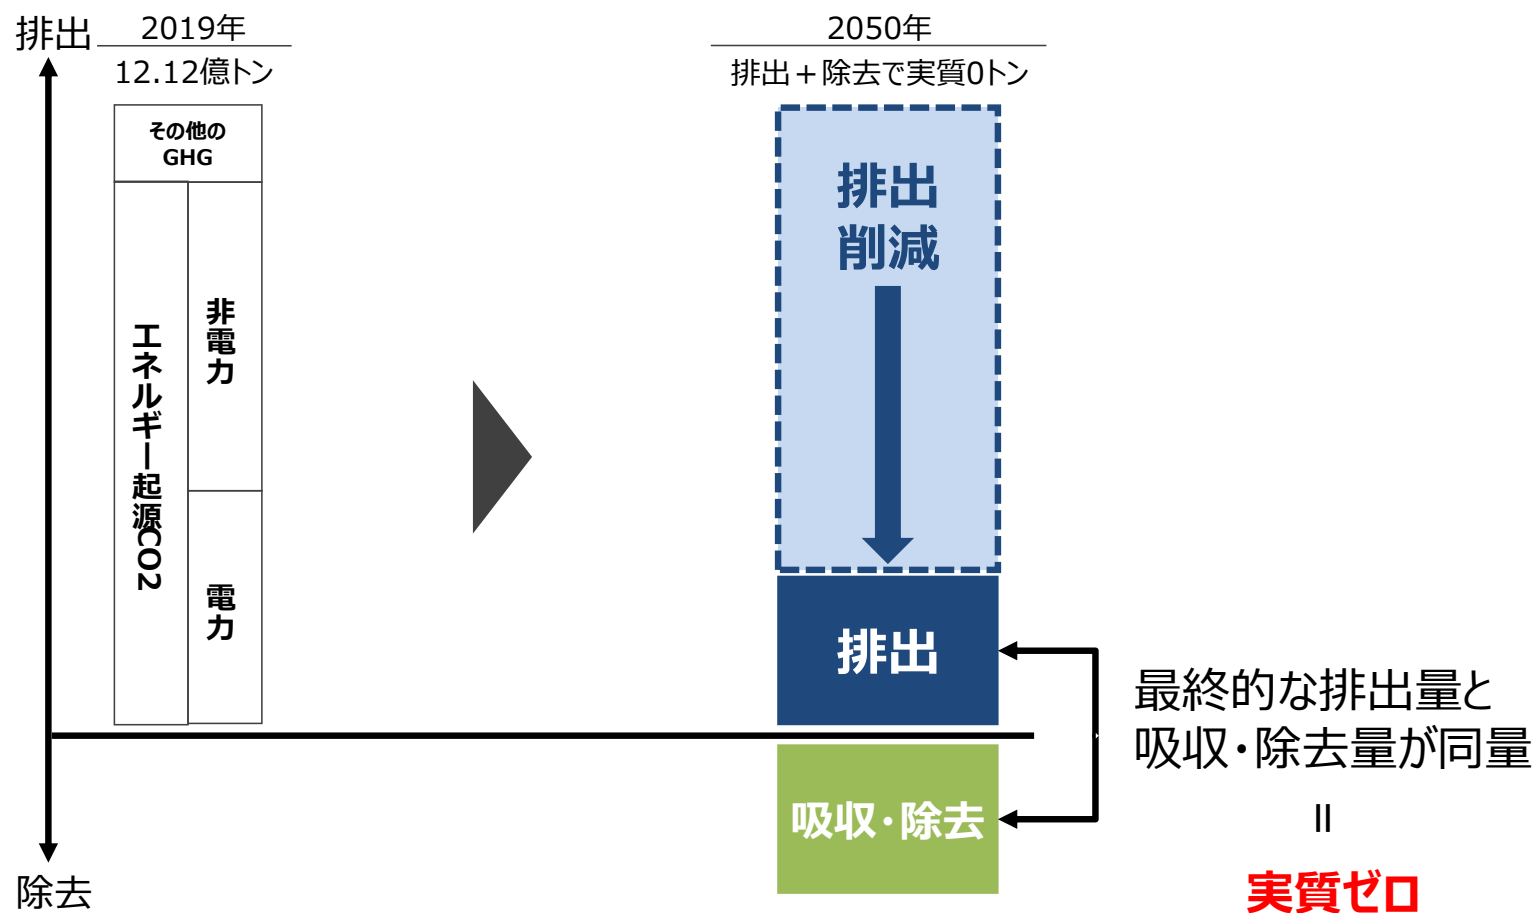 排出
2019年
12.12億トン
2050年
排出+除去で実質0トン
その他の
GHG
エネルギー起源CO2
非電力
電力
排出
削減
排出
吸収・除去
最終的な排出量と
吸収・除去量が同量
=
実質ゼロ
除去